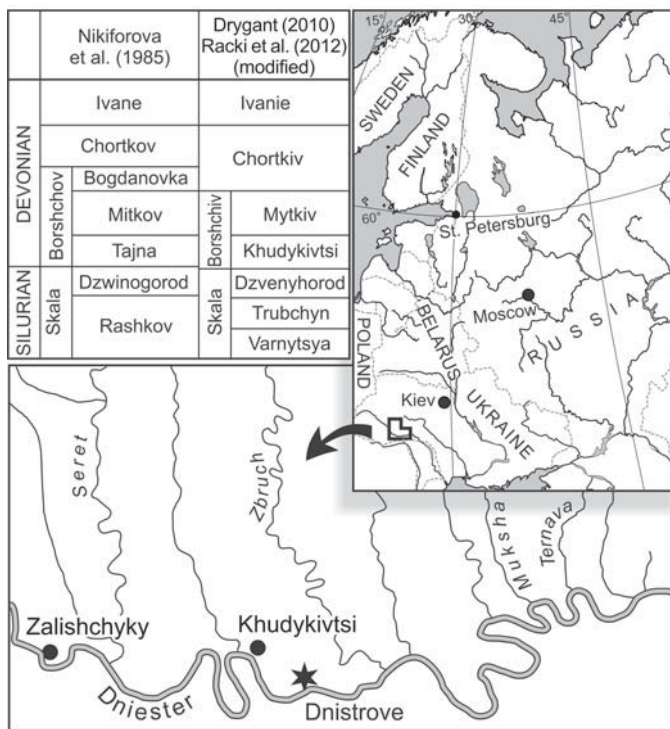 Nikiforova
et al. (1985)
Drygant (2010)
Racki et al. (2012)
(modified)
DEVONIAN
Ivane
Ivanie
Chortkov
Chortkiv
Borshchov
Bogdanovka
Mitkov
Borshchiv
Mytkiv
Tajna
Khudykivtsi
SILURIAN
Skala
Dzwinogorod
Skala
Dzvenyhorod
Rashkov
Trubchyn
Varnytsya
15°
30°
45°
SWEDEN
FINLAND
60°
St. Petersburg
Moscow
RUSSIA
POLAND
BELARUS
Kiev
UKRAINE
Seret
Zbruch
Muksha
Ternava
Zalishchyky
Khudykivtsi
Dniester
Dnistrove